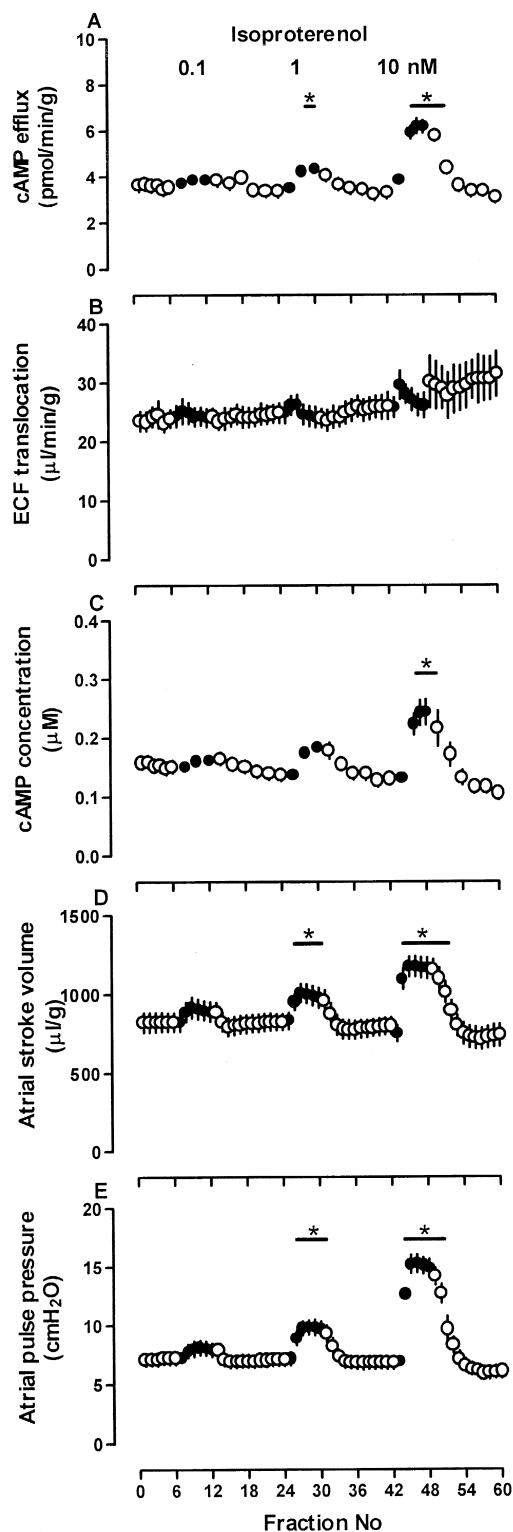 A
Isoproterenol
0.1 1 10 nM
* *
cAMP efflux
(pmol/min/g)
10
8
6
4
2
0
B
ECF translocation
(µl/min/g)
40
30
20
10
0
C
cAMP concentration
(µM)
0.4
0.3
0.2
0.1
0.0
*
D
Atrial stroke volume
(µl/g)
1500
1000
500
0
* *
E
Atrial pulse pressure
(cmH₂O)
20
15
10
5
0
* *
0 6 12 18 24 30 36 42 48 54 60
Fraction No